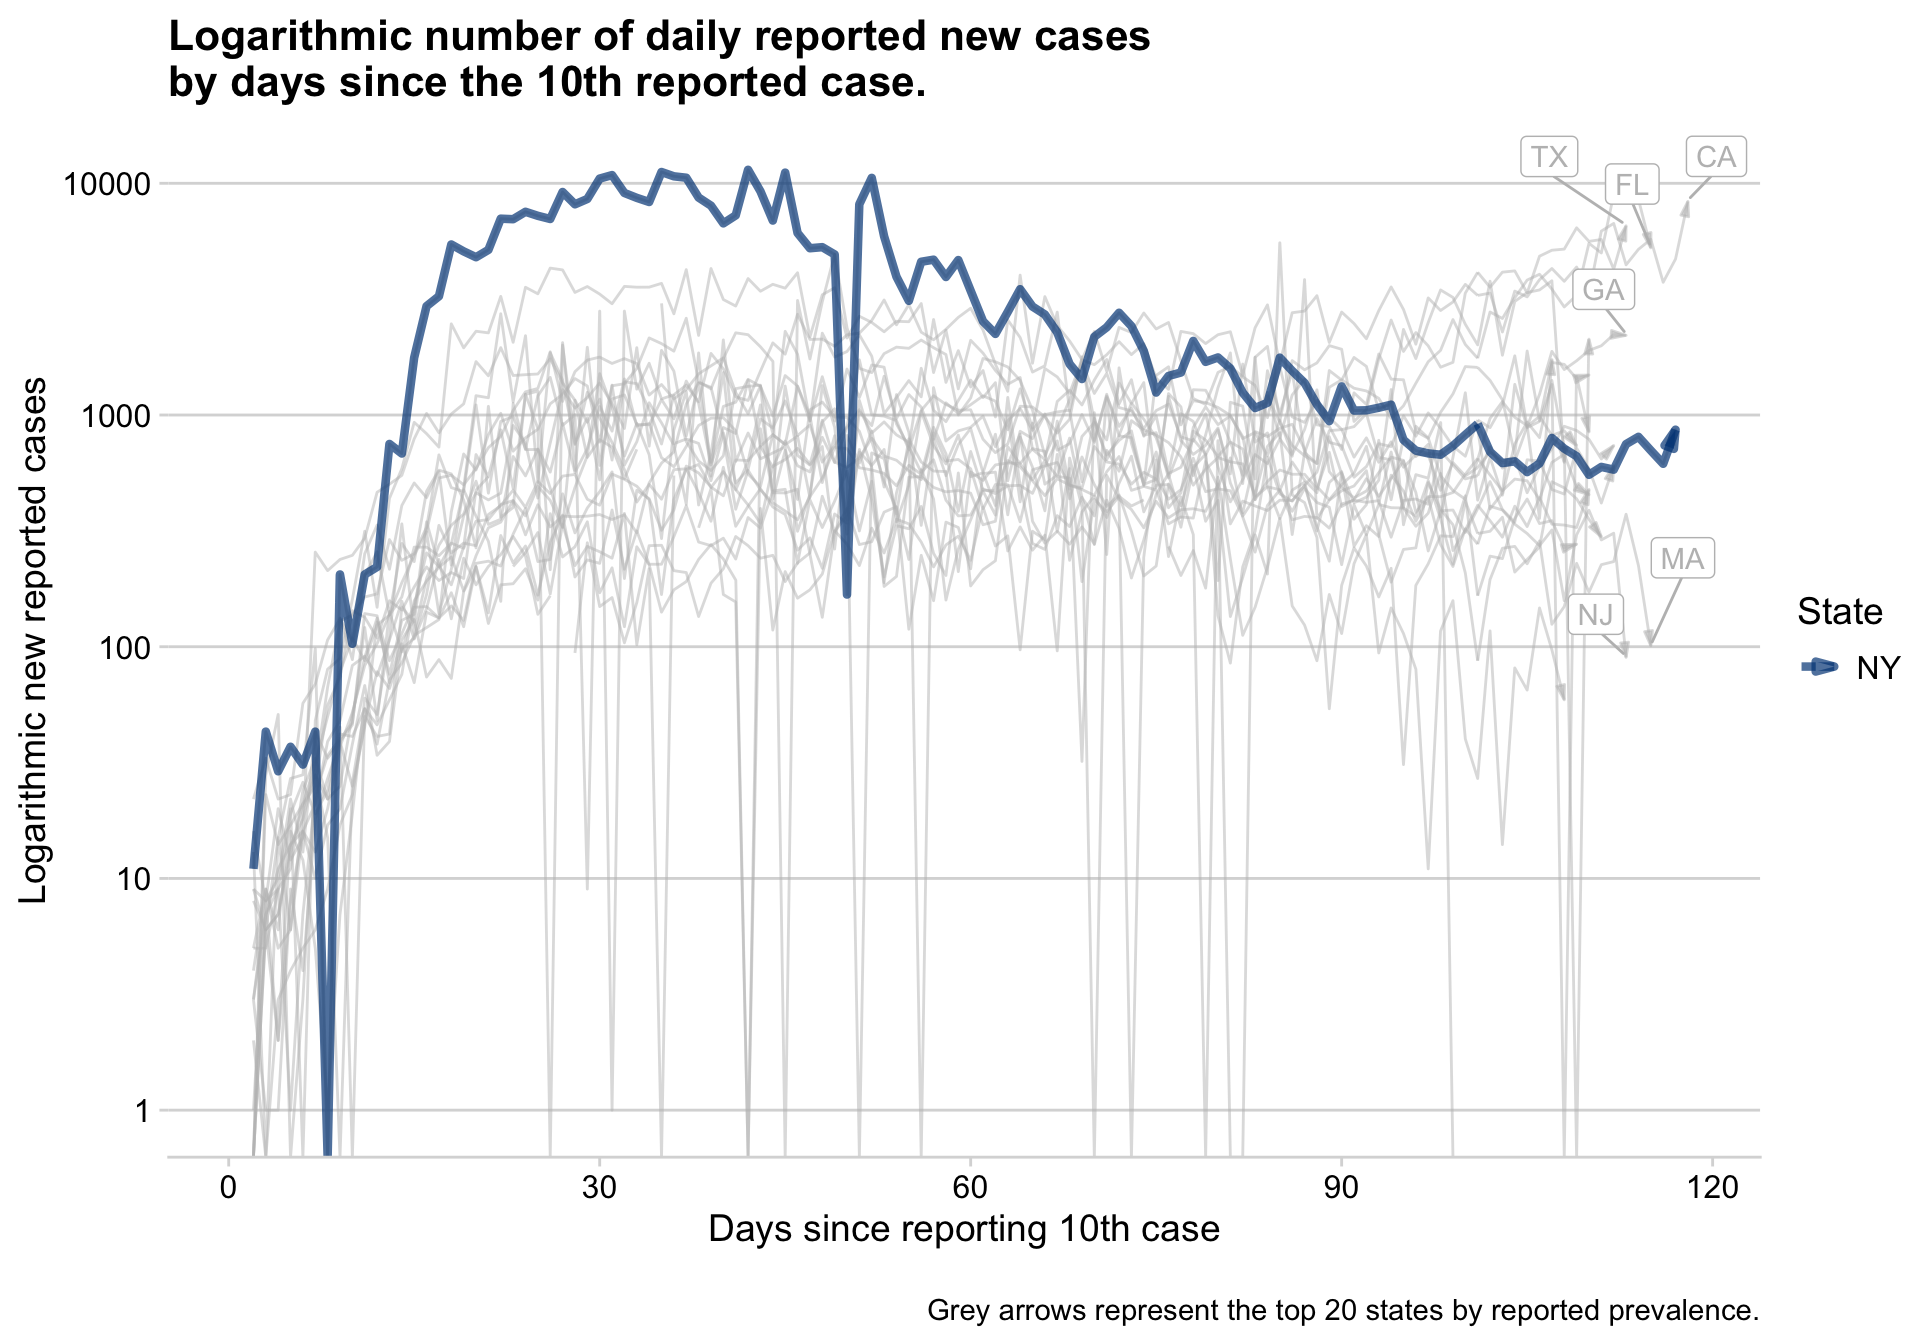 Logarithmic number of daily reported new cases
by days since the 10th reported case.
Logarithmic new reported cases
10000
1000
100
10
1
TX
FL
CA
GA
MA
NJ
State
NY
0 30 60 90 120
Days since reporting 10th case
Grey arrows represent the top 20 states by reported prevalence.